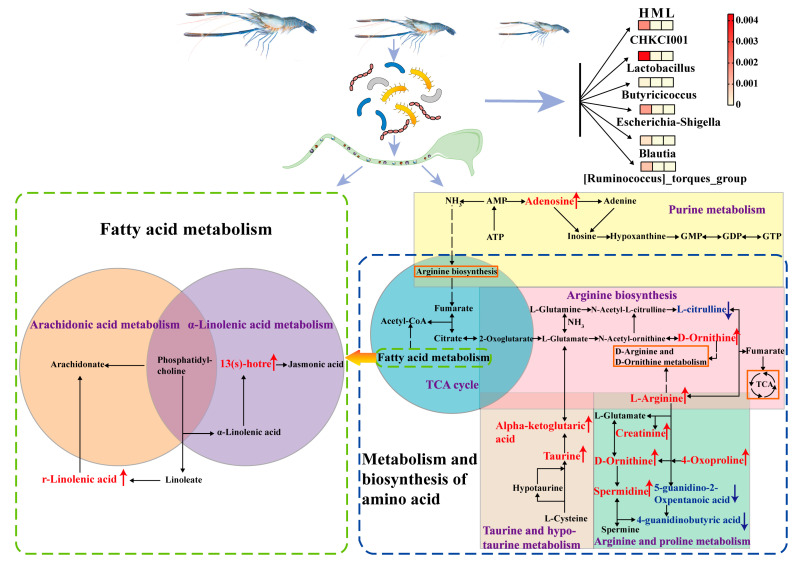 H M L
CHKCI001
Lactobacillus
Butyricicoccus
Escherichia-Shigella
Blautia
[Ruminococcus]_torques_group
0.004
0.003
0.002
0.001
0
Fatty acid metabolism
Arachidonic acid metabolism
α-Linolenic acid metabolism
Arachidonate
Phosphatidyl-
choline
13(s)-hotre
Jasmonic acid
α-Linolenic acid
r-Linolenic acid
Linoleate
NH3
AMP
Adenosine
Adenine
Purine metabolism
ATP
Inosine
Hypoxanthine
GMP
GDP
GTP
Arginine biosynthesis
Fumarate
Acetyl-CoA
Citrate
2-Oxoglutarate
Fatty acid metabolism
TCA cycle
Arginine biosynthesis
L-Glutamine
N-Acetyl-L-citrulline
L-citrulline
NH3
L-Glutamate
N-Acetyl-ornithine
D-Ornithine
D-Arginine and
D-Ornithine metabolism
Fumarate
TCA
L-Arginine
Metabolism and
biosynthesis of
amino acid
Alpha-ketoglutaric
acid
Taurine
Hypotaurine
L-Cysteine
Taurine and hypo-
taurine metabolism
L-Glutamate
Creatinine
D-Ornithine
4-Oxoproline
Spermidine
5-guanidino-2-
Oxpentanoic acid
4-guanidinobutyric acid
Spermine
Arginine and proline metabolism